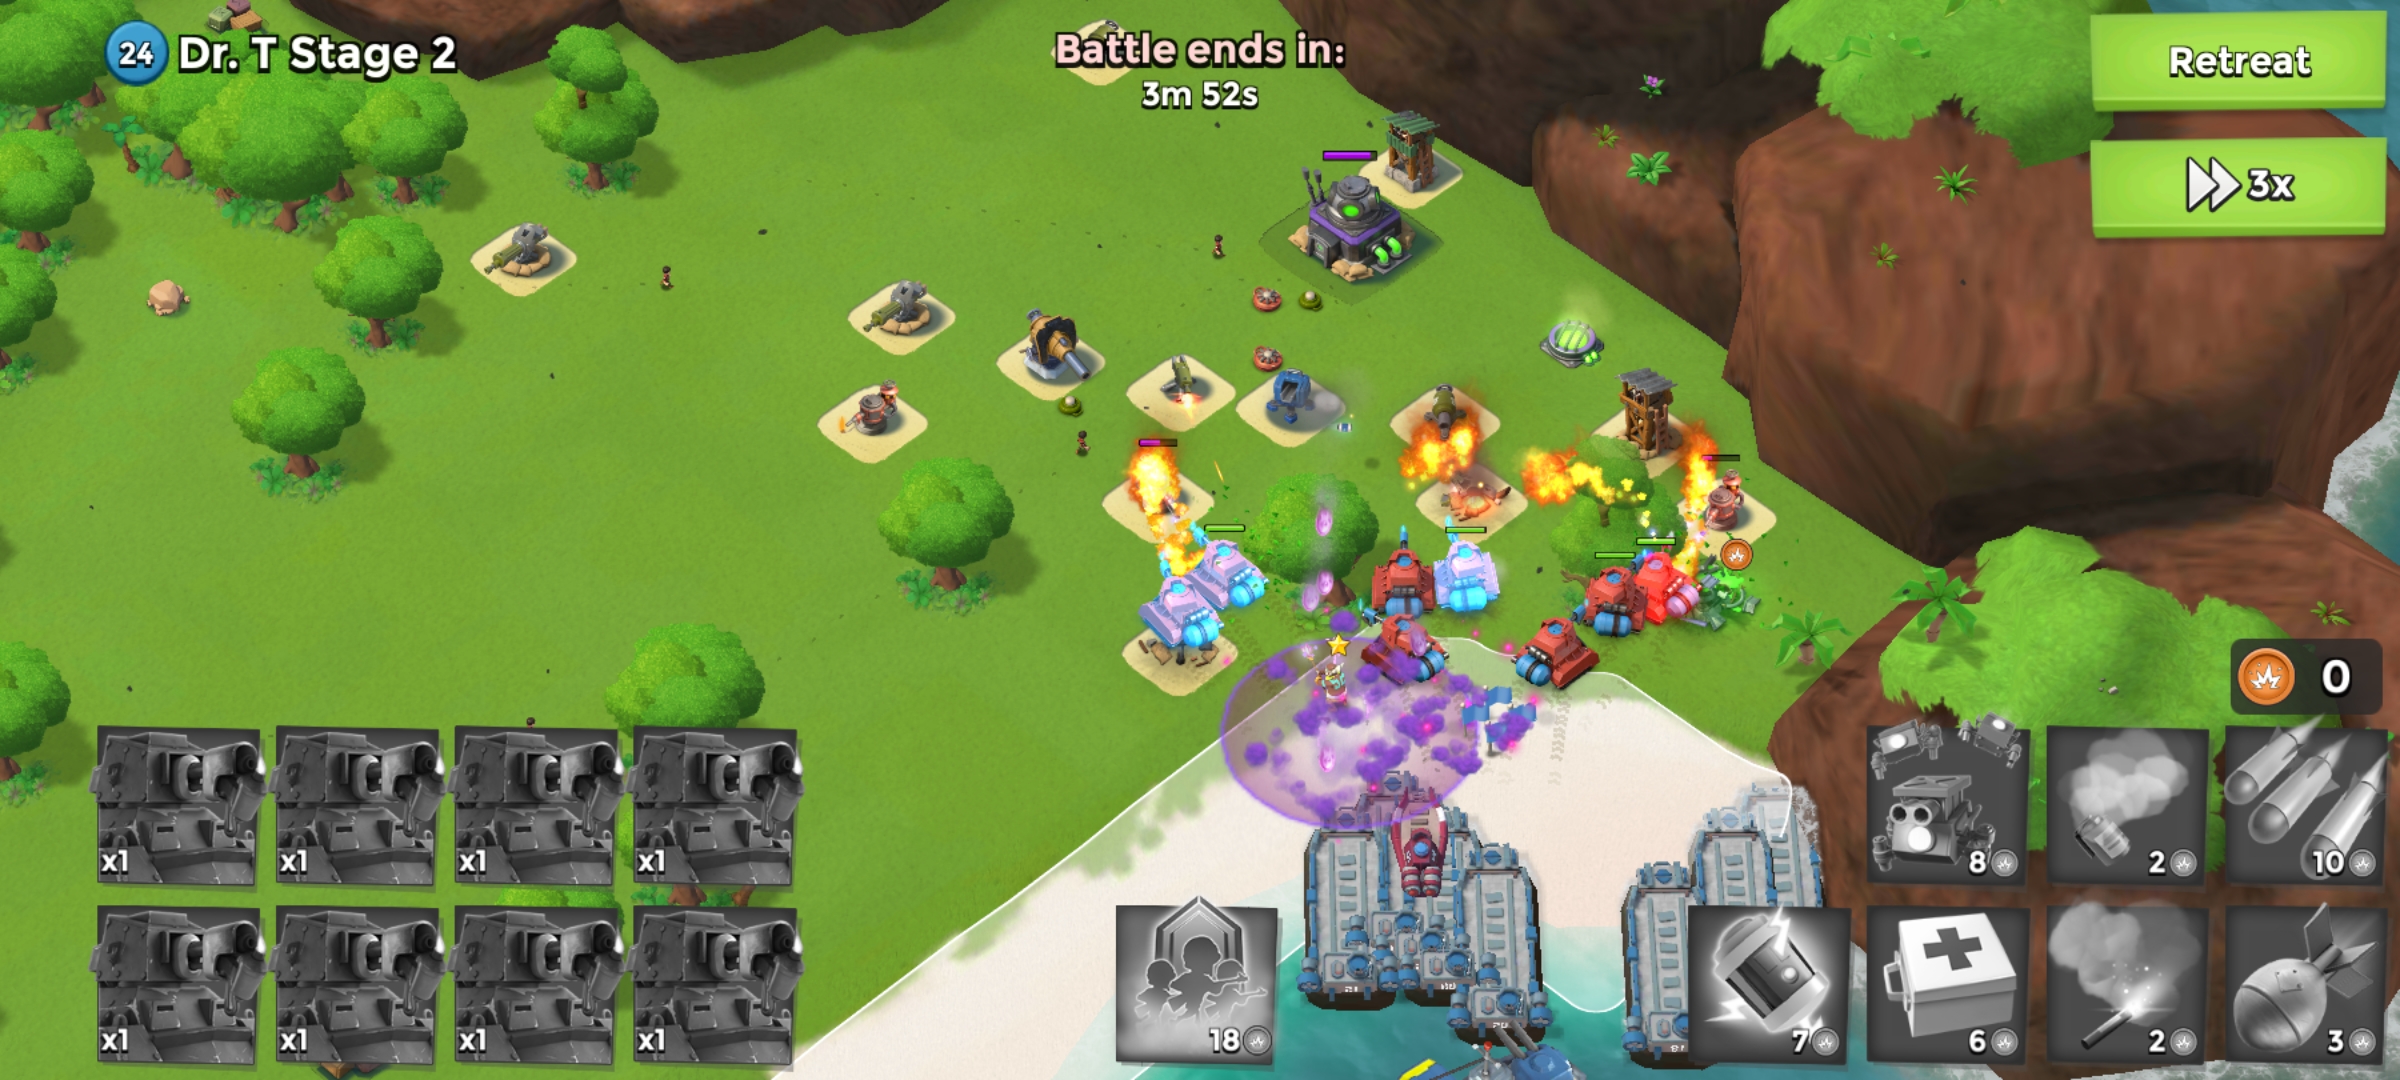 24 Dr. T Stage 2
Battle ends in:
3m 52s
Retreat
3x
0
x1 x1 x1 x1
8 2 10
x1 x1 x1 x1
18 7 6 2 3